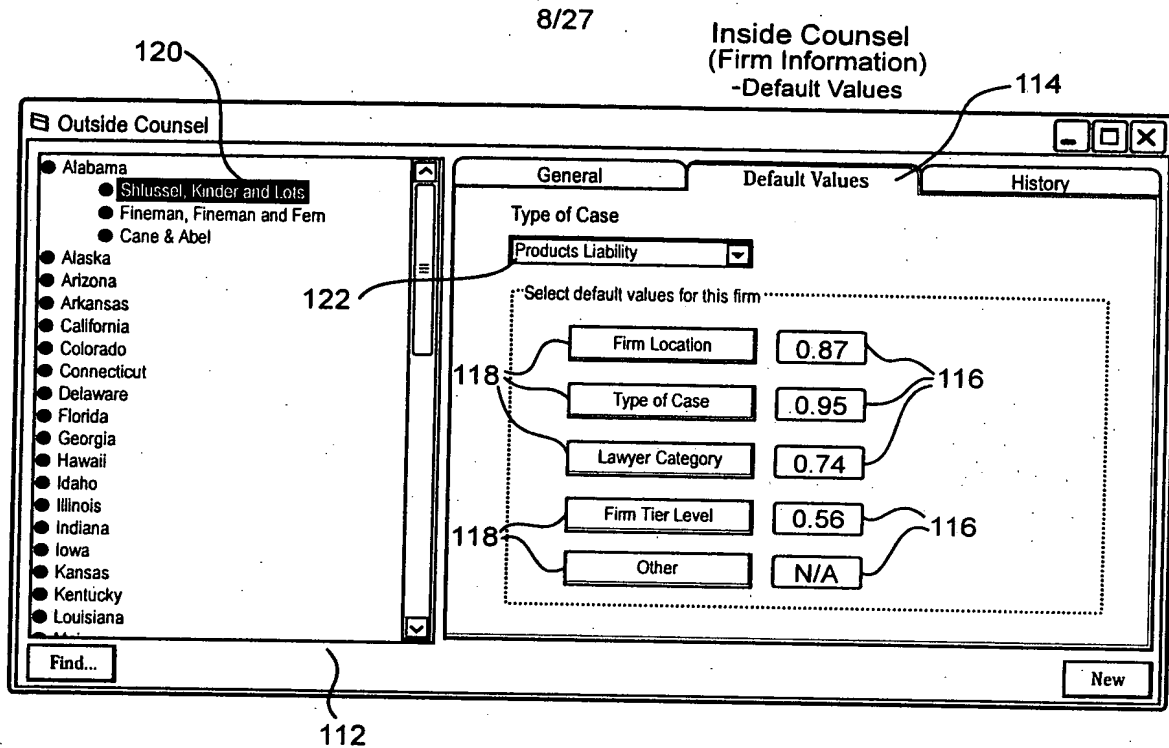 8/27
Inside Counsel
(Firm Information)
-Default Values
120
114
Outside Counsel
Alabama
Shlussel, Kinder and Lots
Fineman, Fineman and Fern
Cane & Abel
Alaska
Arizona
Arkansas
California
Colorado
Connecticut
Delaware
Florida
Georgia
Hawaii
Idaho
Illinois
Indiana
Iowa
Kansas
Kentucky
Louisiana
Find...
112
General
Default Values
History
Type of Case
Products Liability
122
Select default values for this firm
Firm Location 0.87
118
116
Type of Case 0.95
Lawyer Category 0.74
Firm Tier Level 0.56
118
116
Other N/A
New